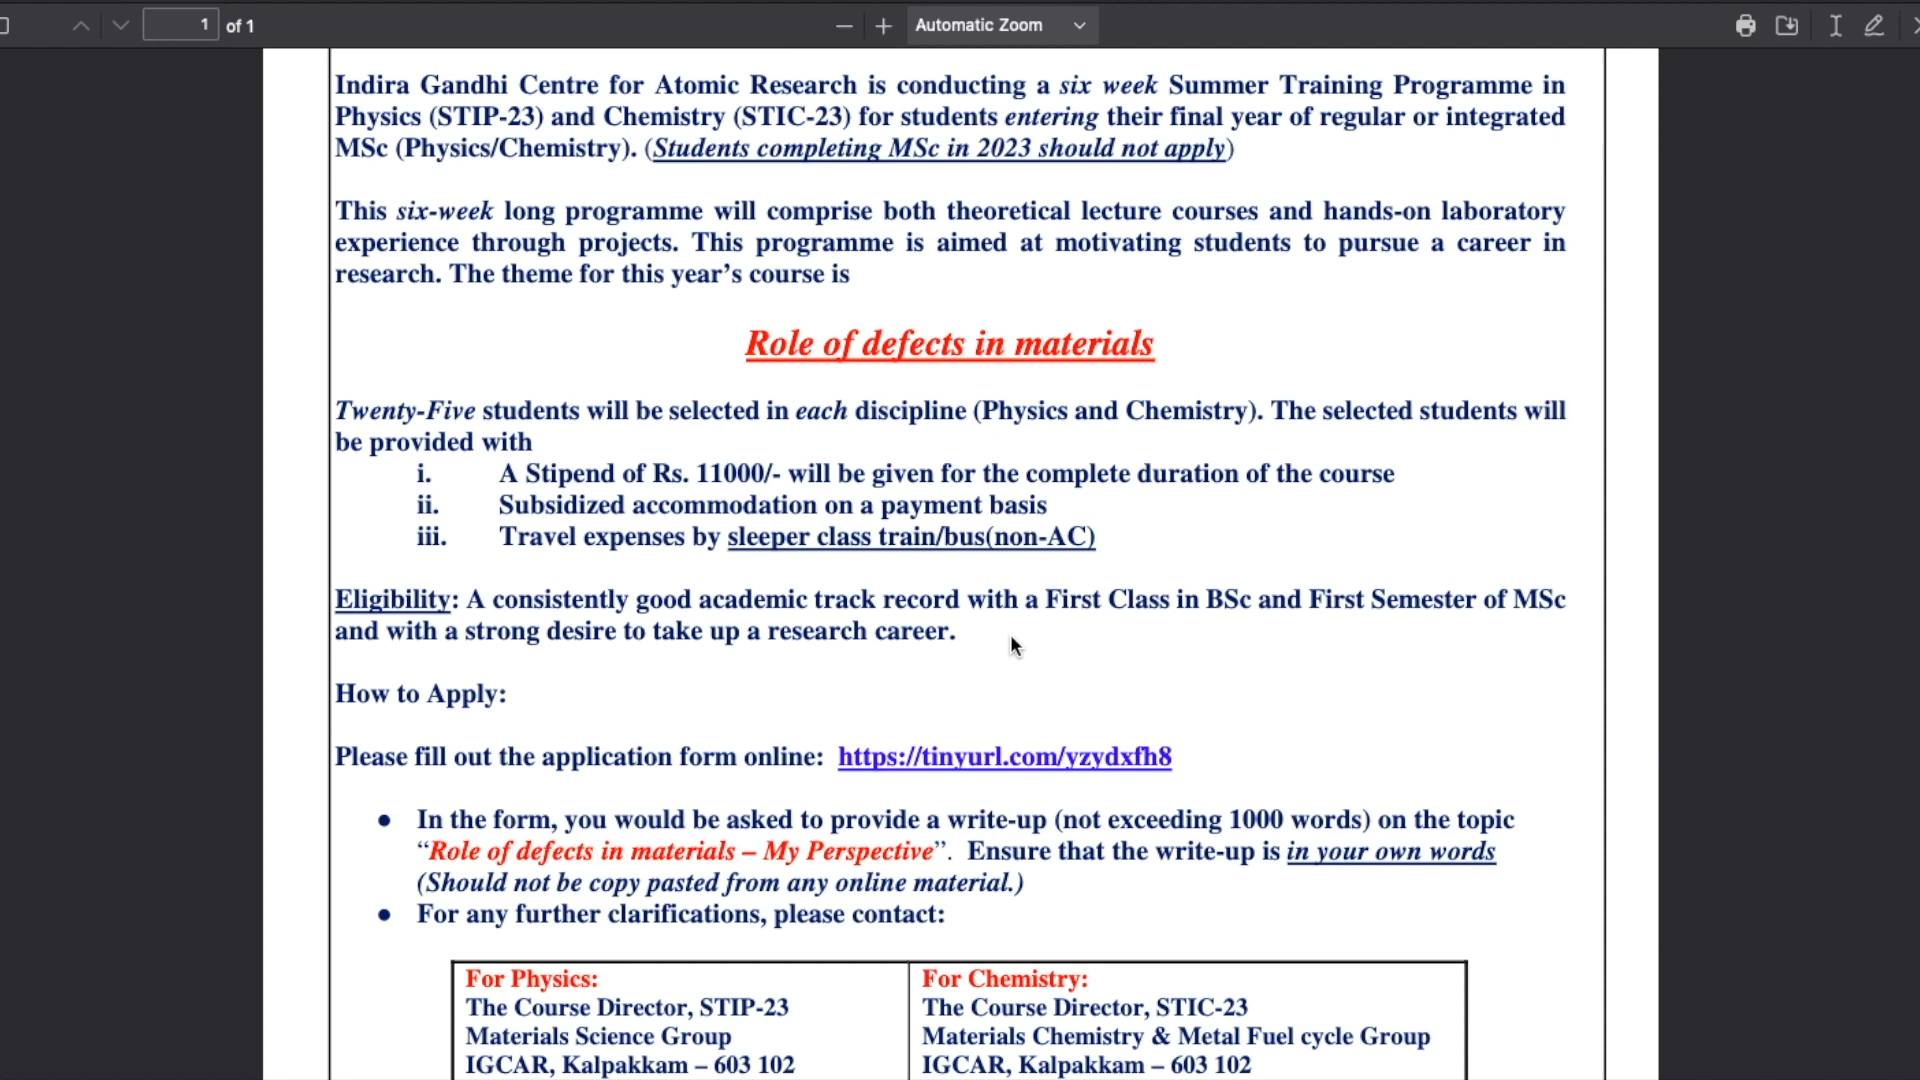 1 of 1
Automatic Zoom
Indira Gandhi Centre for Atomic Research is conducting a six week Summer Training Programme in
Physics (STIP-23) and Chemistry (STIC-23) for students entering their final year of regular or integrated
MSc (Physics/Chemistry). (Students completing MSc in 2023 should not apply)
This six-week long programme will comprise both theoretical lecture courses and hands-on laboratory
experience through projects. This programme is aimed at motivating students to pursue a career in
research. The theme for this year’s course is
Role of defects in materials
Twenty-Five students will be selected in each discipline (Physics and Chemistry). The selected students will
be provided with
i. A Stipend of Rs. 11000/- will be given for the complete duration of the course
ii. Subsidized accommodation on a payment basis
iii. Travel expenses by sleeper class train/bus(non-AC)
Eligibility: A consistently good academic track record with a First Class in BSc and First Semester of MSc
and with a strong desire to take up a research career.
How to Apply:
Please fill out the application form online: https://tinyurl.com/yzydxfh8
● In the form, you would be asked to provide a write-up (not exceeding 1000 words) on the topic
“Role of defects in materials – My Perspective”. Ensure that the write-up is in your own words
(Should not be copy pasted from any online material.)
● For any further clarifications, please contact:
For Physics:
The Course Director, STIP-23
Materials Science Group
IGCAR, Kalpakkam – 603 102
For Chemistry:
The Course Director, STIC-23
Materials Chemistry & Metal Fuel cycle Group
IGCAR, Kalpakkam – 603 102